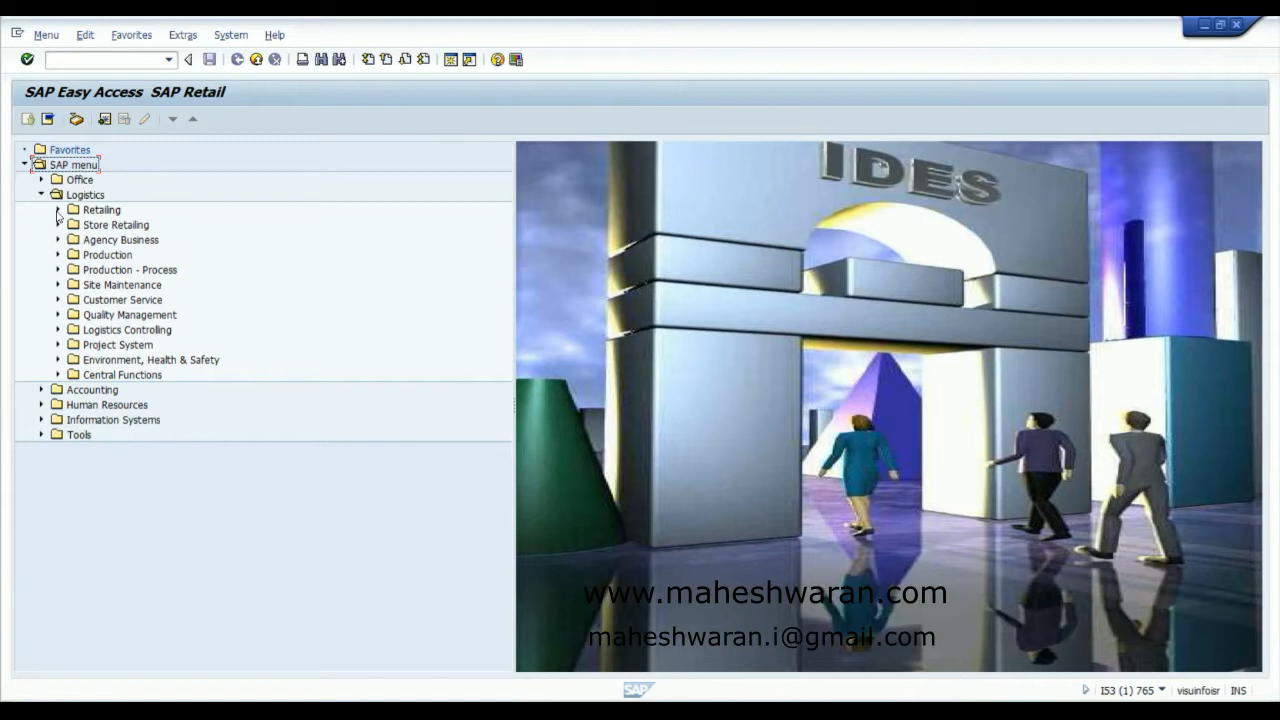 Menu Edit Favorites Extras System Help
SAP Easy Access SAP Retail
Favorites
SAP menu
Office
Logistics
Retailing
Store Retailing
Agency Business
Production
Production - Process
Site Maintenance
Customer Service
Quality Management
Logistics Controlling
Project System
Environment, Health & Safety
Central Functions
Accounting
Human Resources
Information Systems
Tools
IDES
www.maheshwaran.com
maheshwaran.i@gmail.com
SAP
I53 (1) 765 visuinfoisr INS